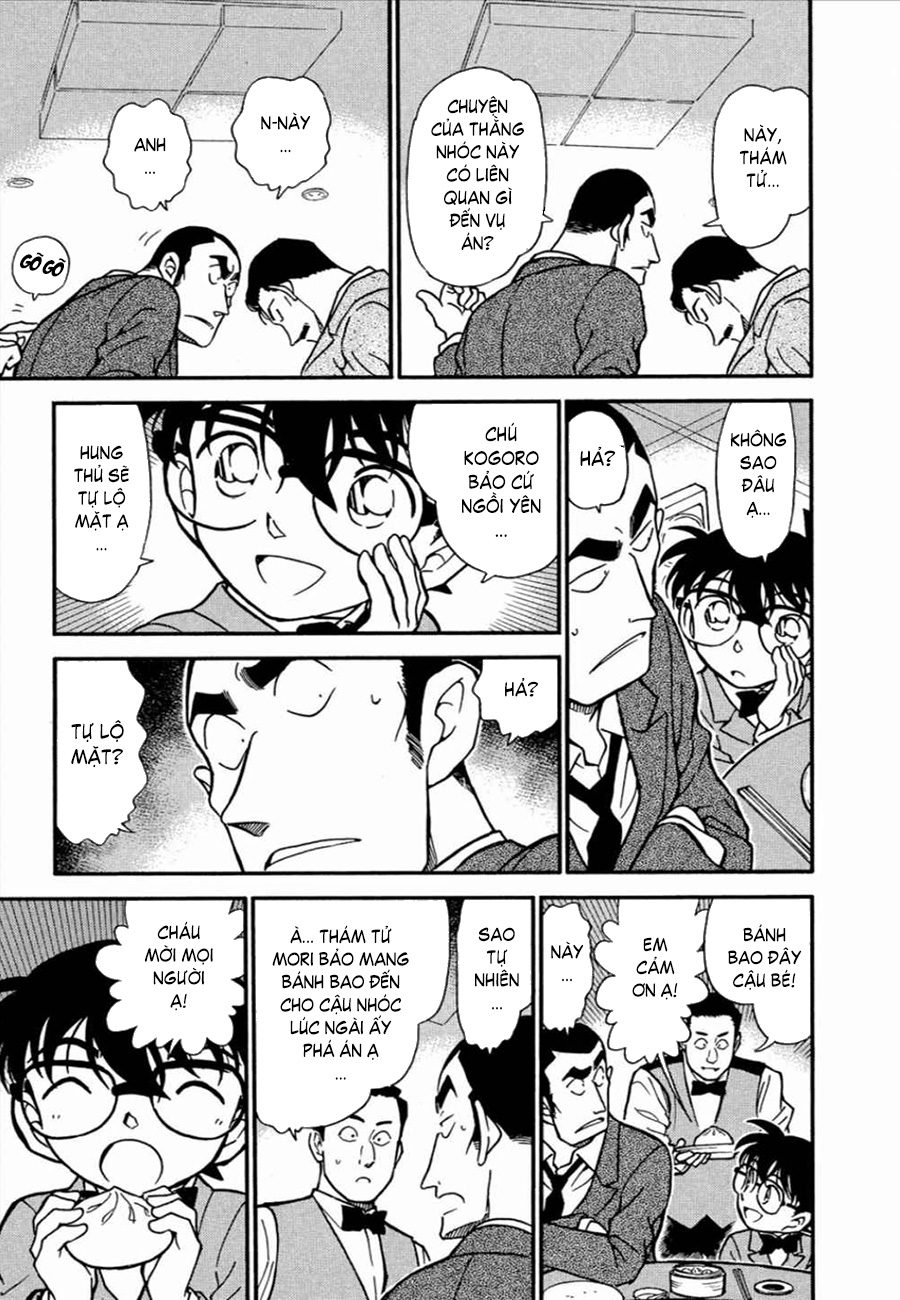 NÀY,
THÁM
TỬ...
CHUYỆN
CỦA THẰNG
NHÓC NÀY
CÓ LIÊN
QUAN GÌ
ĐẾN VỤ
ÁN?
N-NÀY
...
ANH
...
GÕ GÕ
KHÔNG
SAO
ĐÂU
Ạ...
HẢ?
CHÚ
KOGORO
BẢO CỨ
NGỒI YÊN
...
HUNG
THỦ SẼ
TỰ LỘ
MẶT Ạ
...
HẢ?
TỰ LỘ
MẶT?
BÁNH
BAO ĐÂY
CẬU BÉ!
EM
CẢM
ƠN Ạ!
NÀY
...
SAO
TỰ
NHIÊN
...
À... THÁM TỬ
MORI BẢO MANG
BÁNH BAO ĐẾN
CHO CẬU NHÓC
LÚC NGÀI ẤY
PHÁ ÁN Ạ
...
CHÁU
MỜI MỌI
NGƯỜI
Ạ!